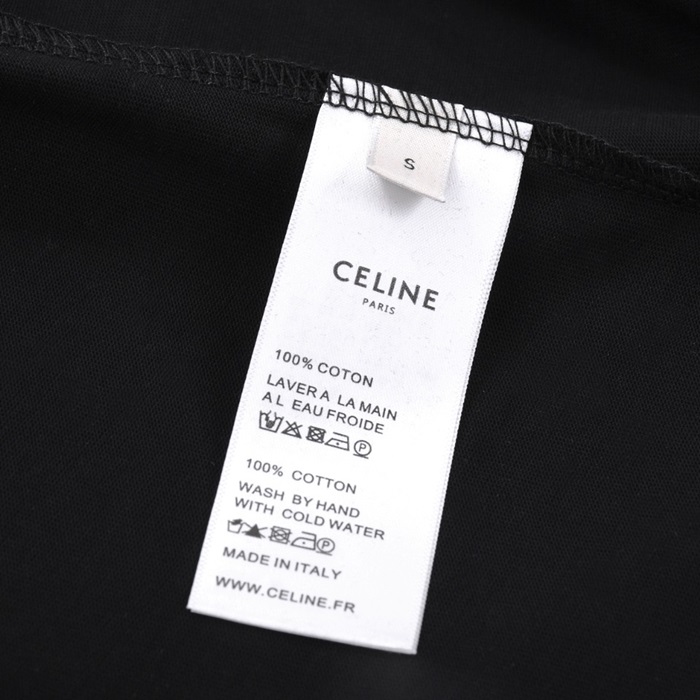 S
CELINE
PARIS
100% COTON
LAVER A LA MAIN
A L EAU FROIDE
P
100% COTTON
WASH BY HAND
WITH COLD WATER
P
MADE IN ITALY
WWW.CELINE.FR